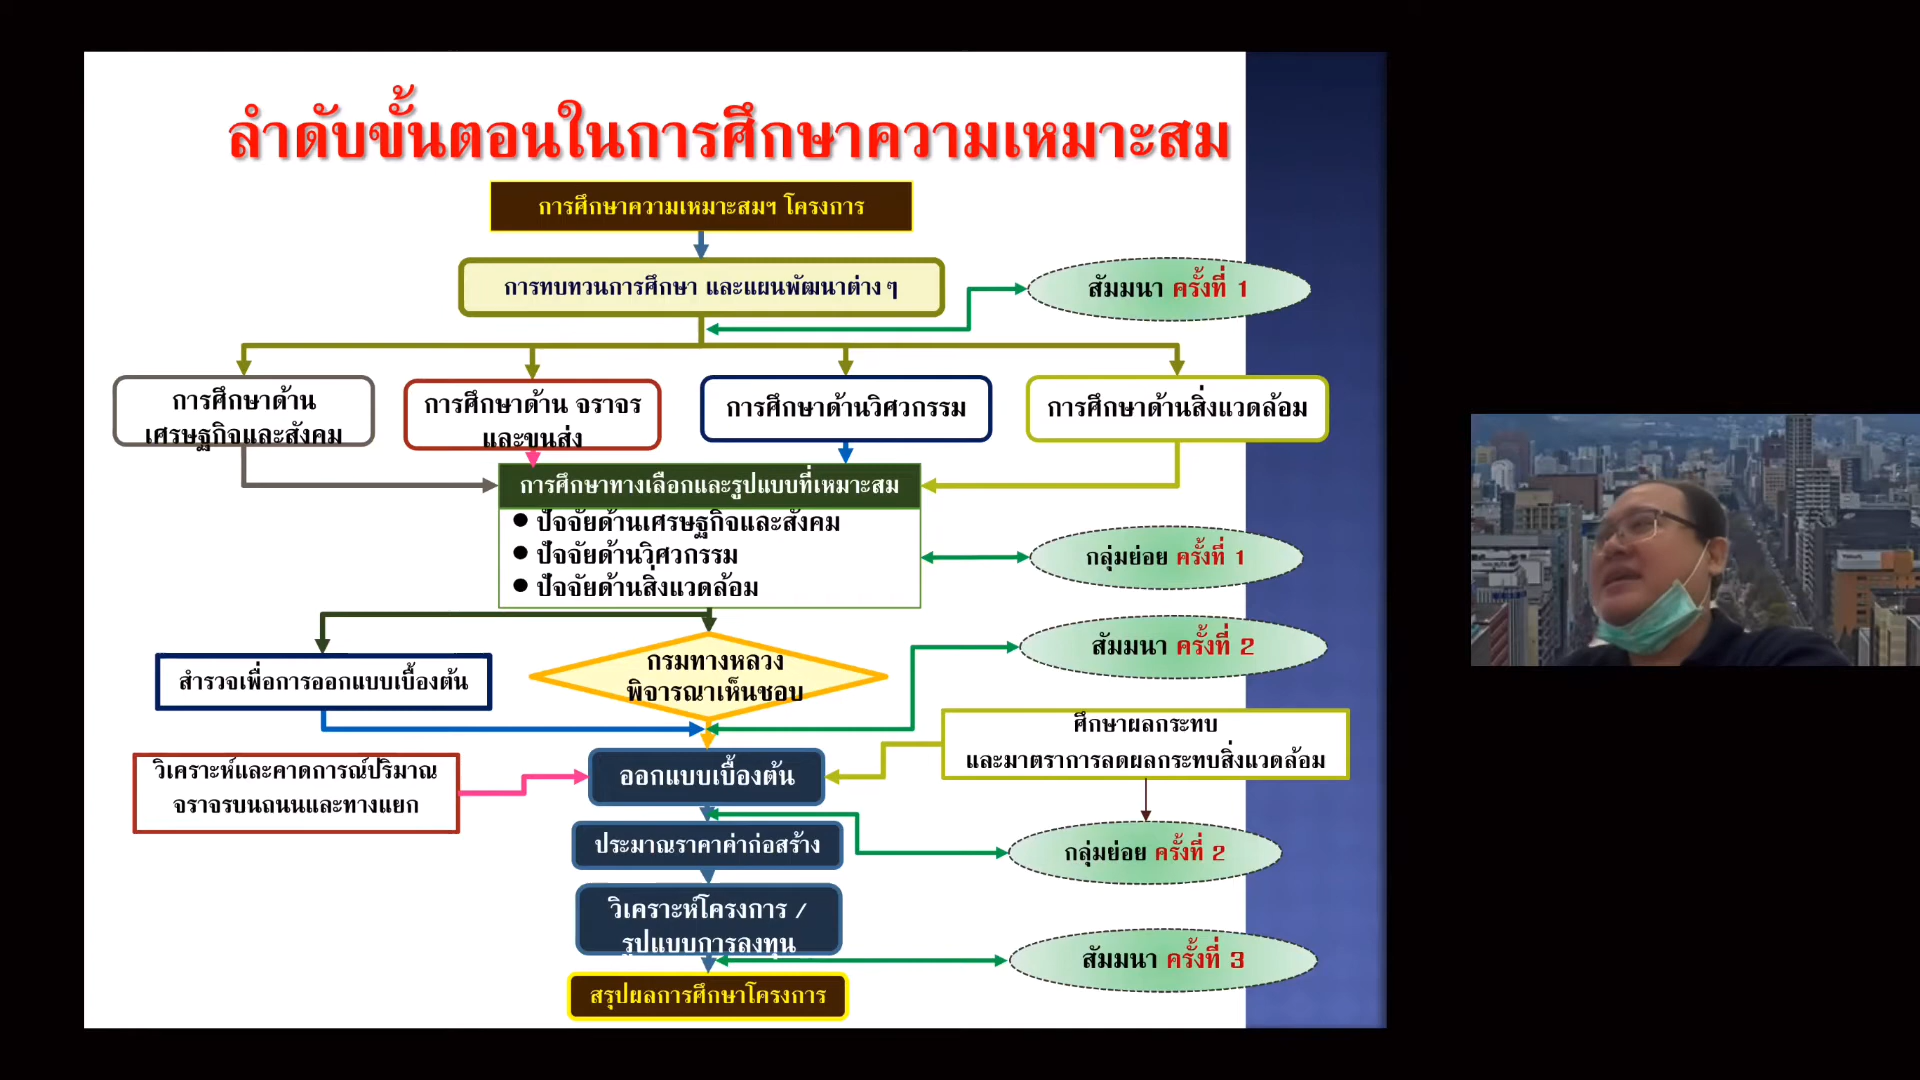 ลำดับขั้นตอนในการศึกษาความเหมาะสม
การศึกษาความเหมาะสมฯ โครงการ
การทบทวนการศึกษา และแผนพัฒนาต่าง ๆ
สัมมนา ครั้งที่ 1
การศึกษาด้าน
เศรษฐกิจและสังคม
การศึกษาด้าน จราจร
และขนส่ง
การศึกษาด้านวิศวกรรม
การศึกษาด้านสิ่งแวดล้อม
การศึกษาทางเลือกและรูปแบบที่เหมาะสม
● ปัจจัยด้านเศรษฐกิจและสังคม
● ปัจจัยด้านวิศวกรรม
● ปัจจัยด้านสิ่งแวดล้อม
กลุ่มย่อย ครั้งที่ 1
สำรวจเพื่อการออกแบบเบื้องต้น
กรมทางหลวง
พิจารณาเห็นชอบ
สัมมนา ครั้งที่ 2
ศึกษาผลกระทบ
และมาตราการลดผลกระทบสิ่งแวดล้อม
วิเคราะห์และคาดการณ์ปริมาณ
จราจรบนถนนและทางแยก
ออกแบบเบื้องต้น
ประมาณราคาค่าก่อสร้าง
กลุ่มย่อย ครั้งที่ 2
วิเคราะห์โครงการ /
รูปแบบการลงทุน
สัมมนา ครั้งที่ 3
สรุปผลการศึกษาโครงการ